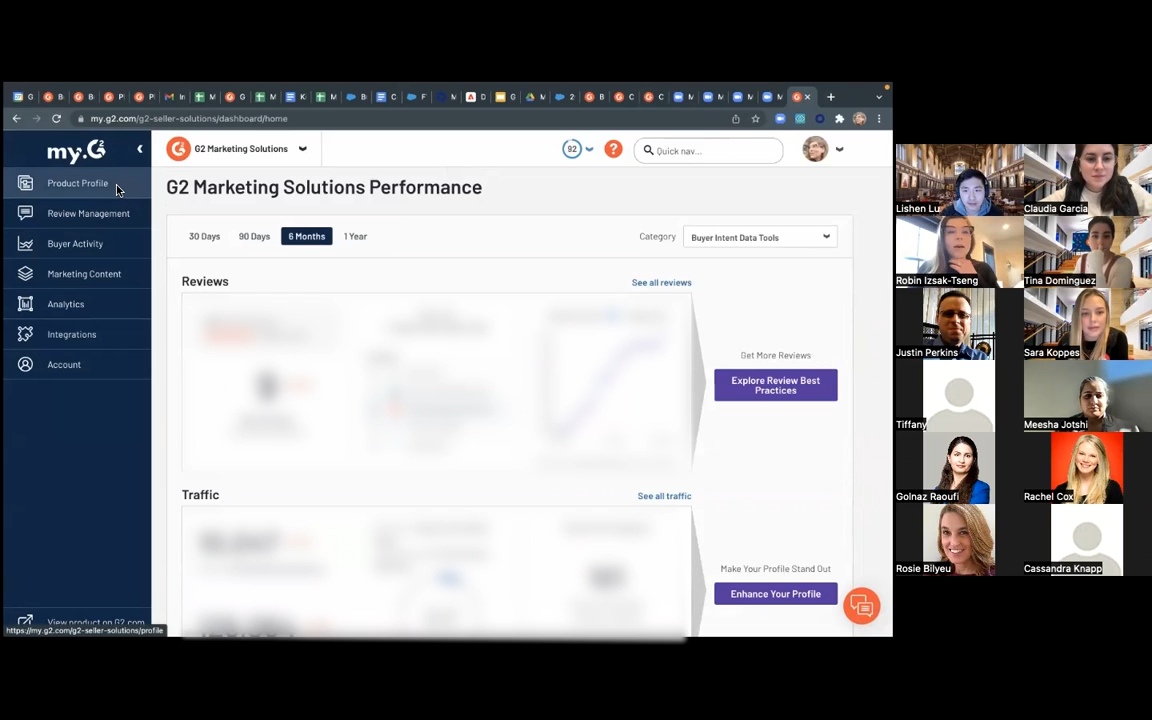 my.g2.com/g2-seller-solutions/dashboard/home
my.G2
G2 Marketing Solutions
92
?
Quick nav...
Product Profile
Review Management
Buyer Activity
Marketing Content
Analytics
Integrations
Account
View product on G2.com
https://my.g2.com/g2-seller-solutions/profile
G2 Marketing Solutions Performance
30 Days
90 Days
6 Months
1 Year
Category
Buyer Intent Data Tools
Reviews
See all reviews
Get More Reviews
Explore Review Best
Practices
Traffic
See all traffic
Make Your Profile Stand Out
Enhance Your Profile
Lishen Lu
Claudia Garcia
Robin Izsak-Tseng
Tina Dominguez
Justin Perkins
Sara Koppes
Tiffany
Meesha Jotshi
Golnaz Raoufi
Rachel Cox
Rosie Bilyeu
Cassandra Knapp